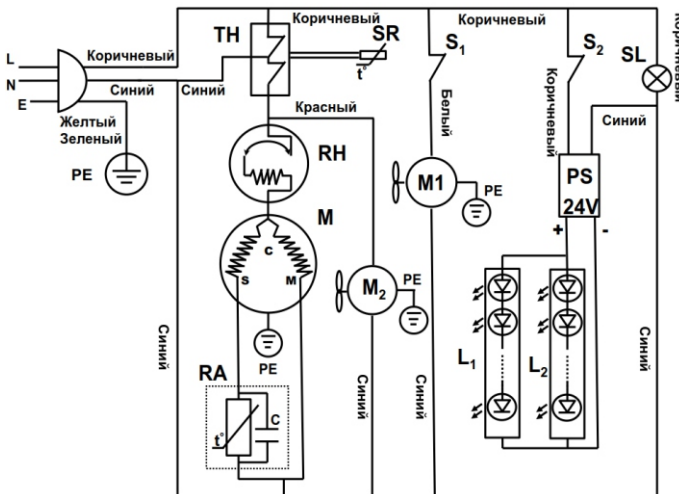 Коричневый
Коричневый
Коричневый
TH
SR
S1
S2
SL
L
Коричневый
N
Синий
Синий
t°
E
Желтый
Зеленый
Красный
Белый
Коричневый
Синий
PE
RH
M1
PE
PS
24V
M
+
-
C
S
M
M2
PE
PE
L1
L2
Синий
Синий
Синий
Синий
RA
C
t°